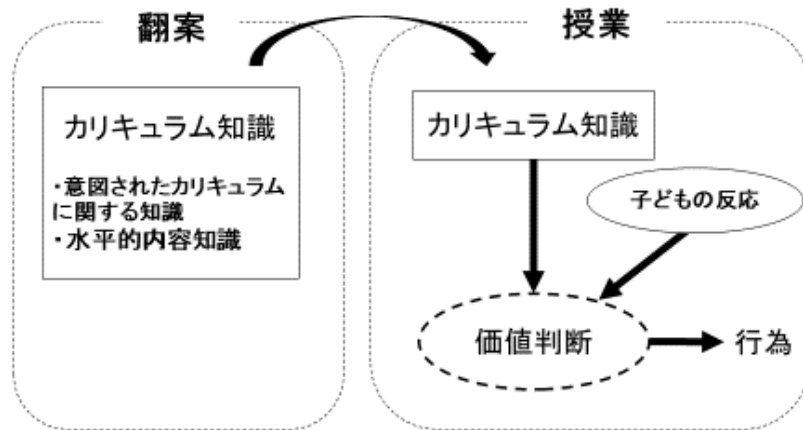 翻案
カリキュラム知識
・意図されたカリキュラム
に関する知識
・水平的内容知識
授業
カリキュラム知識
子どもの反応
価値判断
行為